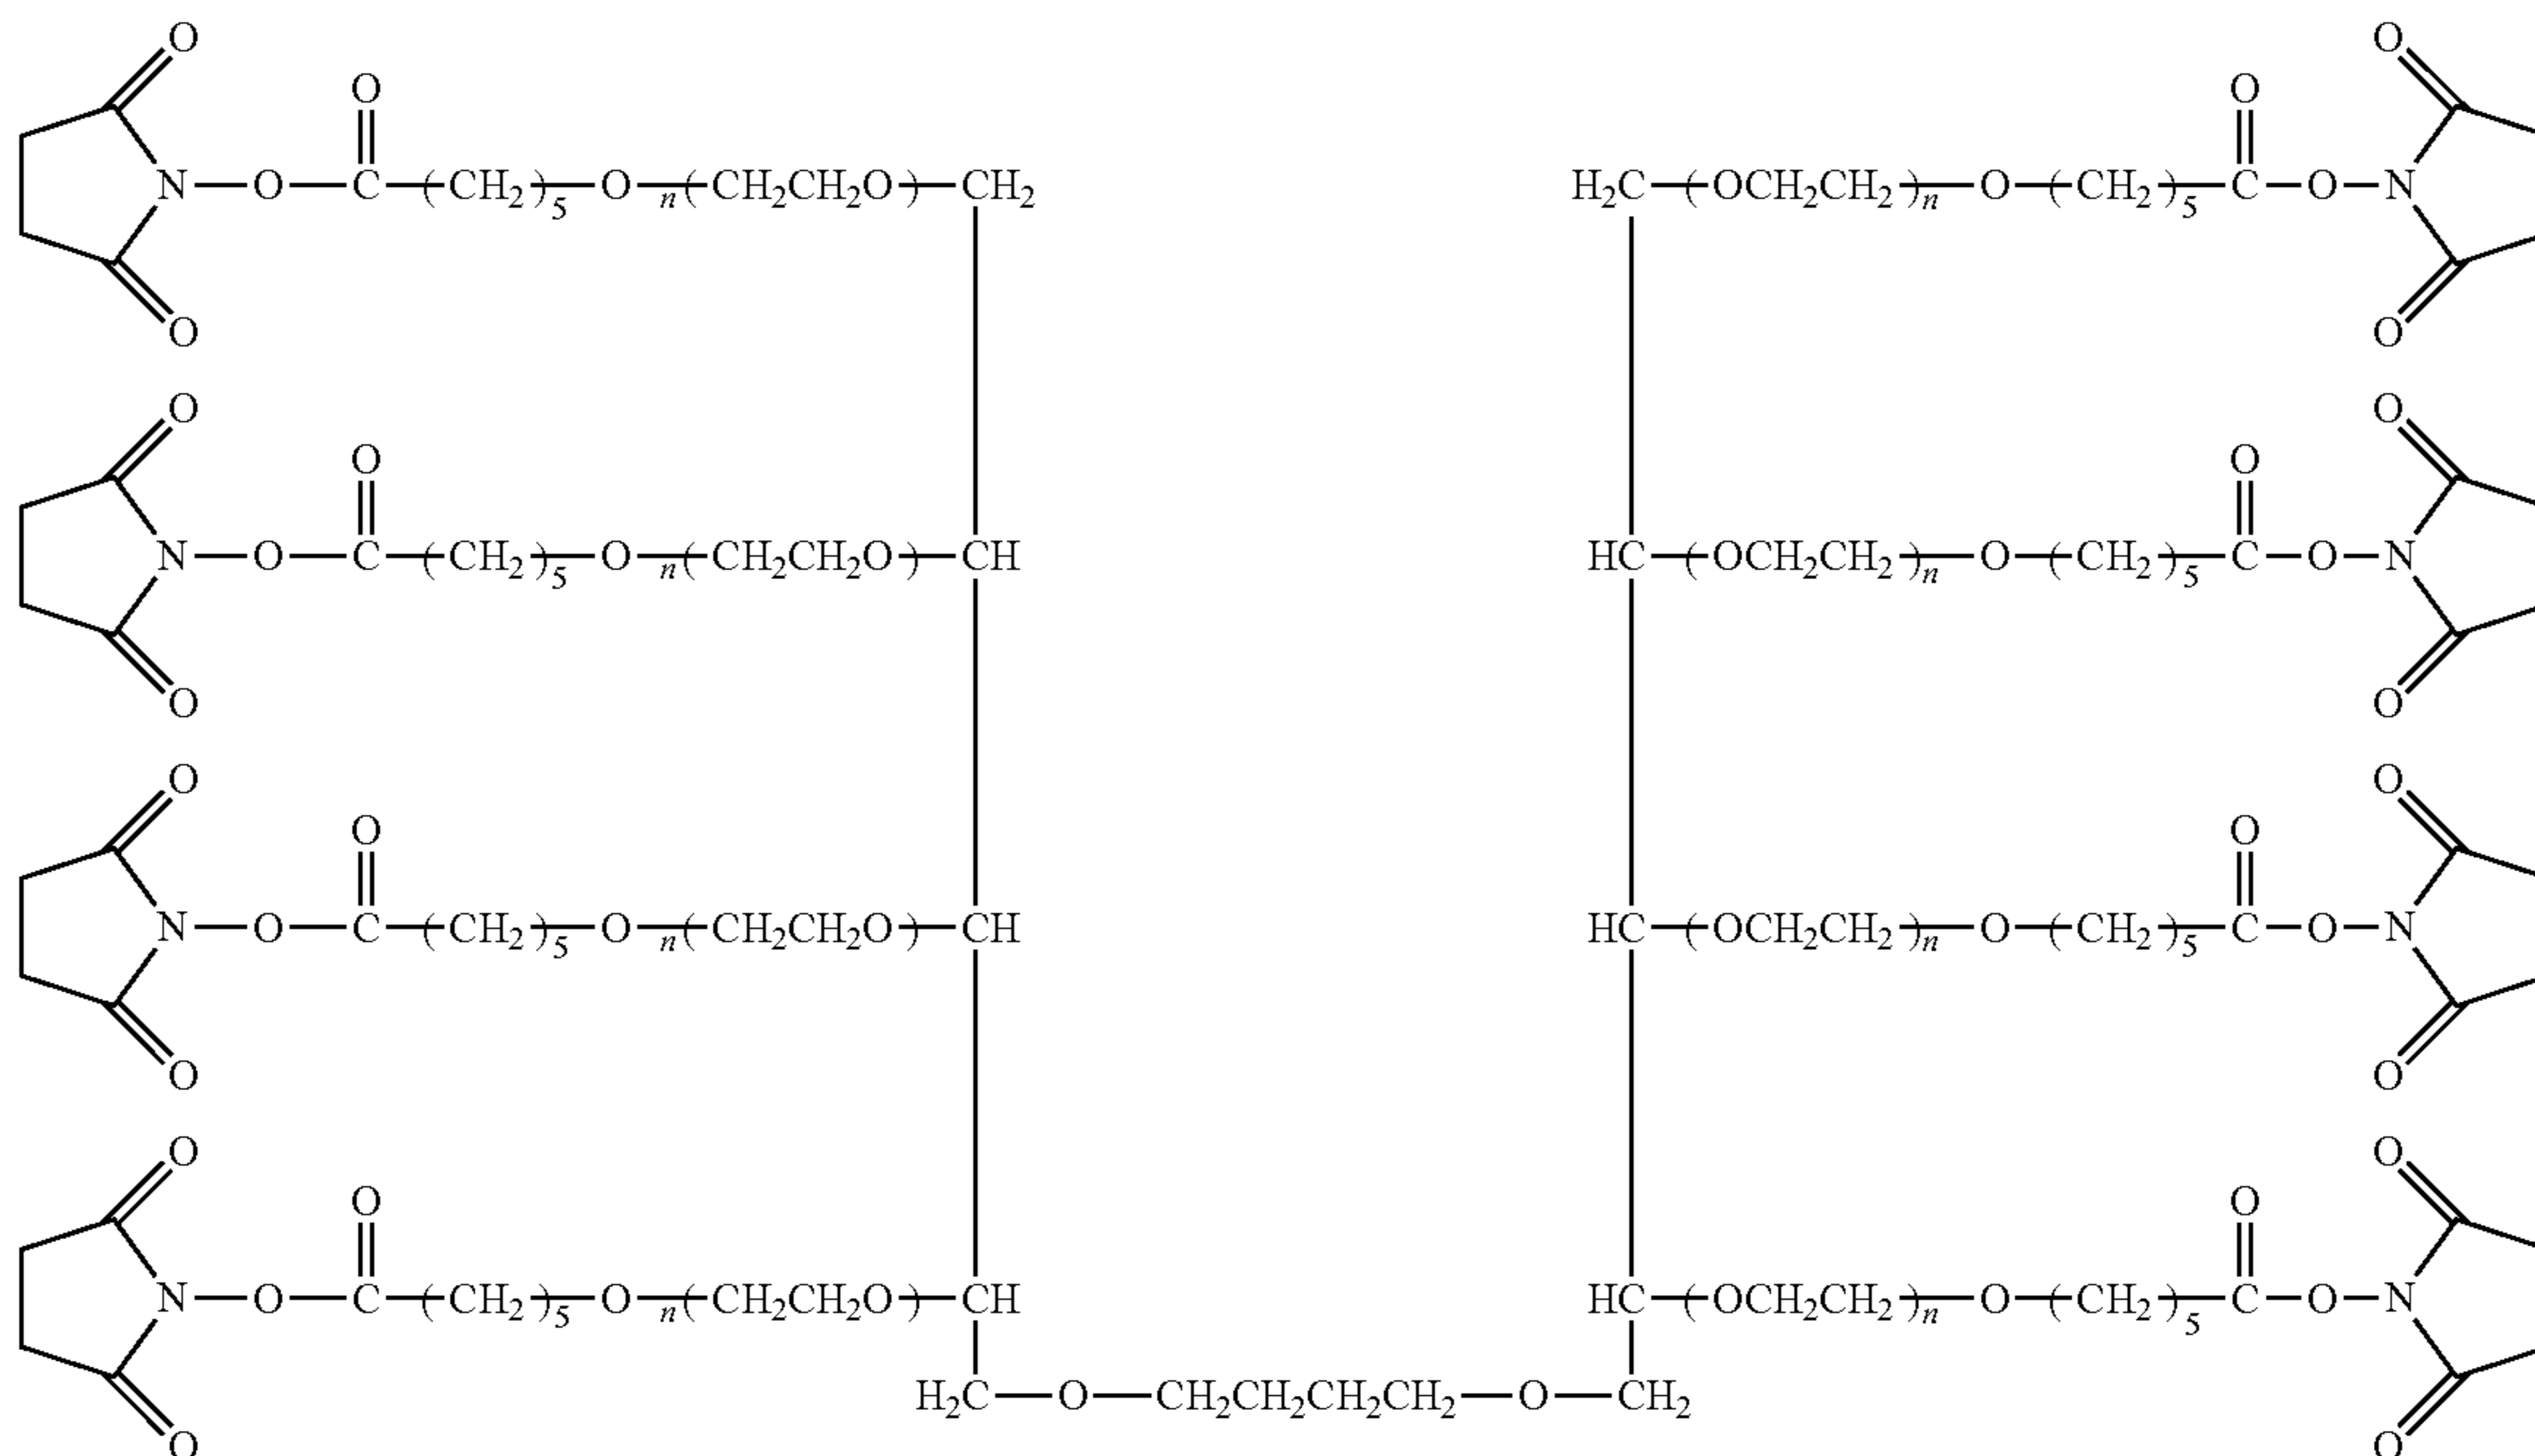 O O
O O
N—O—C—(CH2)5—O—n(CH2CH2O)—CH2 H2C—(OCH2CH2)n—O—(CH2)5—C—O—N
O O
O O
O O
N—O—C—(CH2)5—O—n(CH2CH2O)—CH HC—(OCH2CH2)n—O—(CH2)5—C—O—N
O O
O O
O O
N—O—C—(CH2)5—O—n(CH2CH2O)—CH HC—(OCH2CH2)n—O—(CH2)5—C—O—N
O O
O O
O O
N—O—C—(CH2)5—O—n(CH2CH2O)—CH HC—(OCH2CH2)n—O—(CH2)5—C—O—N
H2C—O—CH2CH2CH2CH2—O—CH2
O O